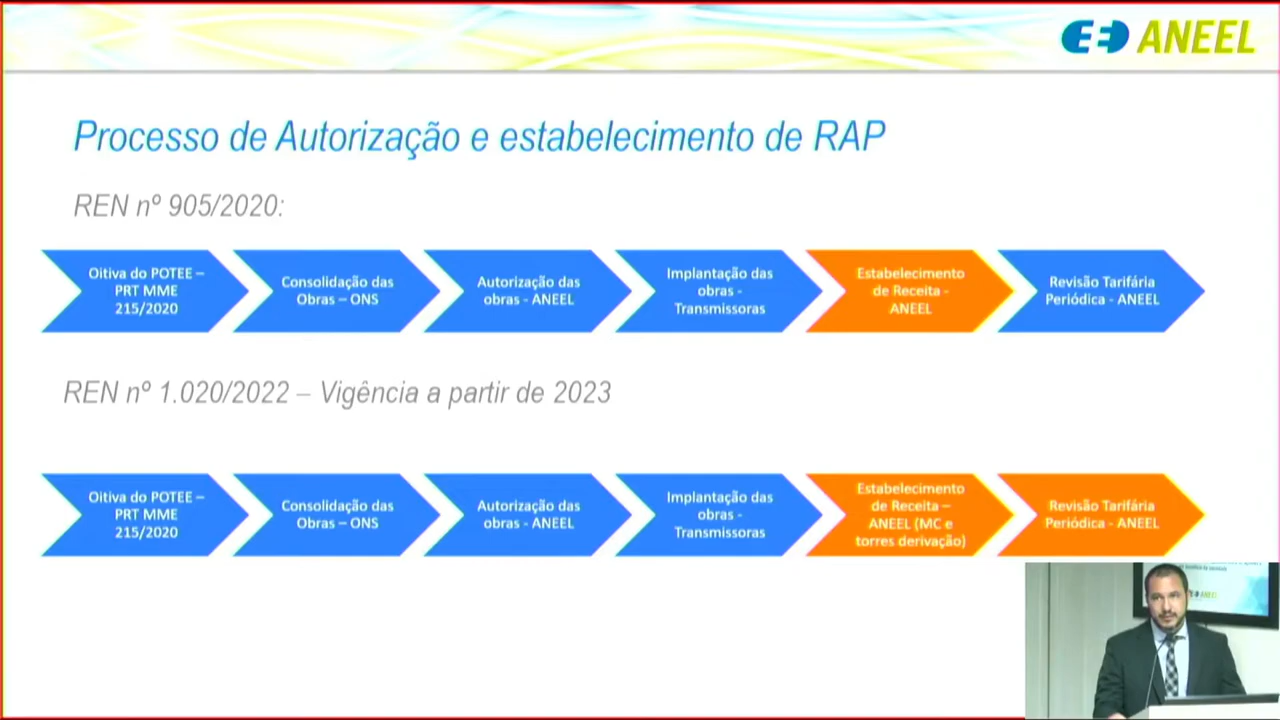 ANEEL
Processo de Autorização e estabelecimento de RAP
REN nº 905/2020:
Oitiva do POTEE –
PRT MME
215/2020
Consolidação das
Obras – ONS
Autorização das
obras - ANEEL
Implantação das
obras -
Transmissoras
Estabelecimento
de Receita -
ANEEL
Revisão Tarifária
Periódica - ANEEL
REN nº 1.020/2022 – Vigência a partir de 2023
Oitiva do POTEE –
PRT MME
215/2020
Consolidação das
Obras – ONS
Autorização das
obras - ANEEL
Implantação das
obras -
Transmissoras
Estabelecimento
de Receita –
ANEEL (MC e
torres derivação)
Revisão Tarifária
Periódica - ANEEL
ANEEL